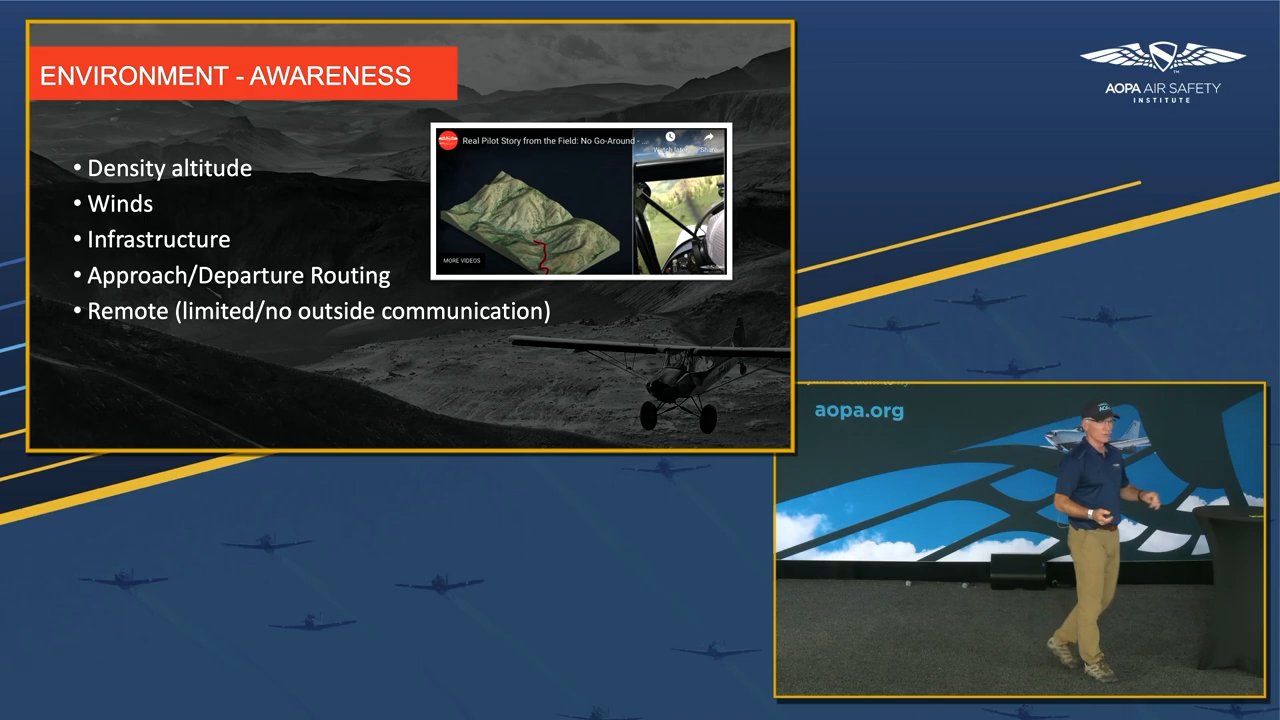 ENVIRONMENT - AWARENESS
• Density altitude
• Winds
• Infrastructure
• Approach/Departure Routing
• Remote (limited/no outside communication)
Real Pilot Story from the Field: No Go-Around - ...
Watch later
Share
MORE VIDEOS
AOPA AIR SAFETY
INSTITUTE
TM
aopa.org